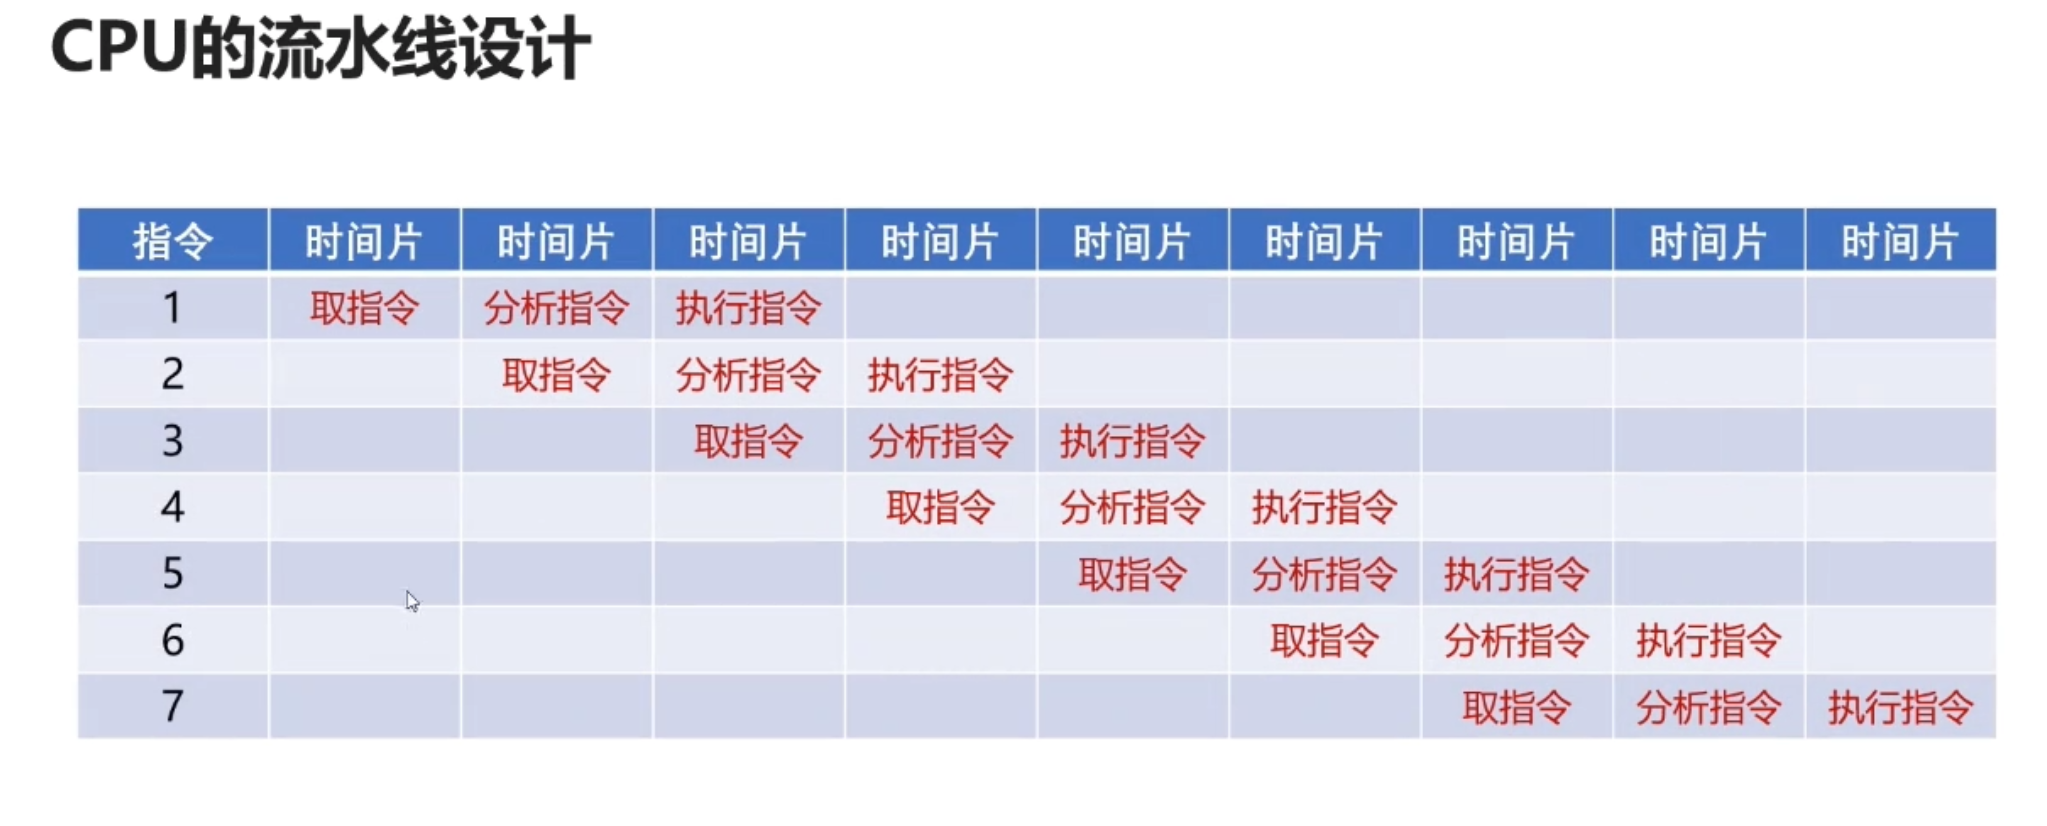 CPU的流水线设计
指令 时间片 时间片 时间片 时间片 时间片 时间片 时间片 时间片 时间片
1 取指令 分析指令 执行指令
2 取指令 分析指令 执行指令
3 取指令 分析指令 执行指令
4 取指令 分析指令 执行指令
5 取指令 分析指令 执行指令
6 取指令 分析指令 执行指令
7 取指令 分析指令 执行指令